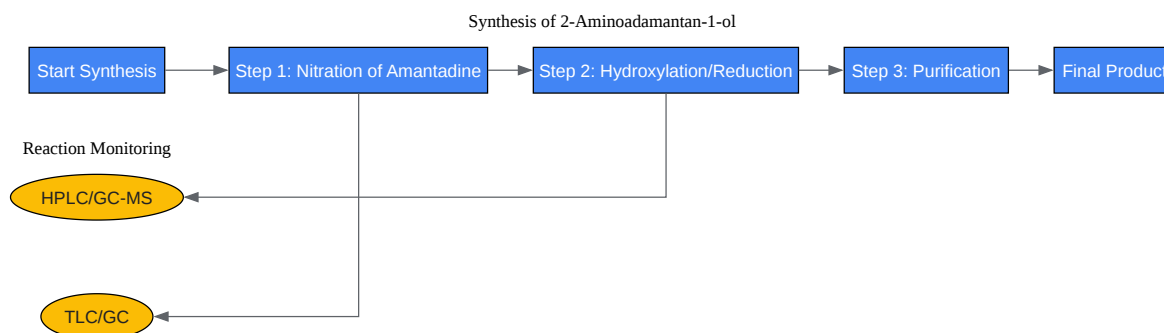 Synthesis of 2-Aminoadamantan-1-ol
Start Synthesis
Step 1: Nitration of Amantadine
Step 2: Hydroxylation/Reduction
Step 3: Purification
Final Product
Reaction Monitoring
HPLC/GC-MS
TLC/GC